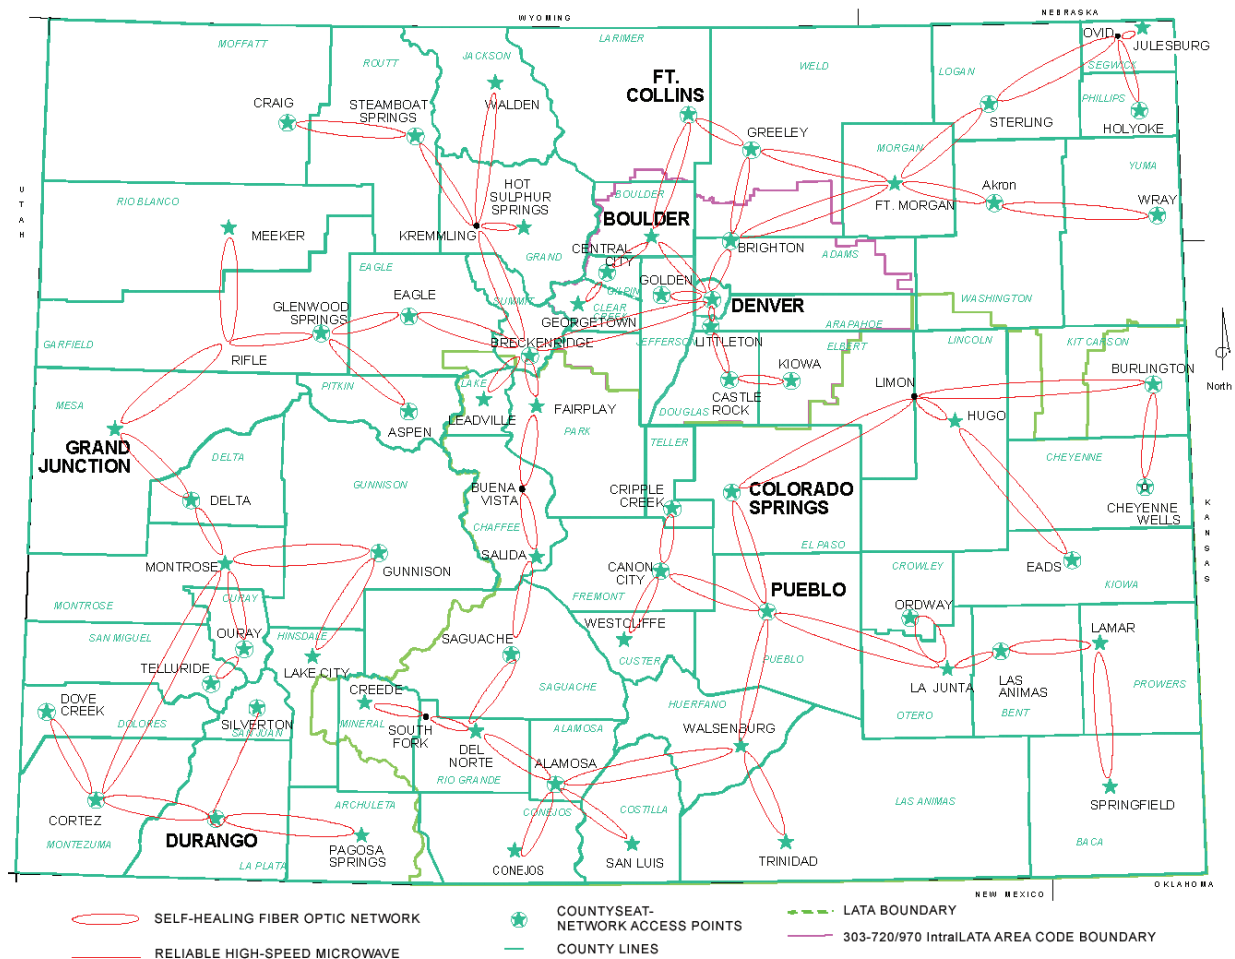 WYOMING
NEBRASKA
MOFFATT
ROUTT
JACKSON
LARIMER
WELD
LOGAN
OVID
JULESBURG
SEGWICK
FT.
COLLINS
CRAIG
STEAMBOAT
SPRINGS
WALDEN
GREELEY
STERLING
PHILLIPS
HOLYOKE
MORGAN
YUMA
UTAH
RIO BLANCO
MEEKER
HOT
SULPHUR
SPRINGS
KREMMLING
BOULDER
BOULDER
FT. MORGAN
Akron
WRAY
EAGLE
GRAND
CENTRAL
CITY
BRIGHTON
ADAMS
GLENWOOD
SPRINGS
EAGLE
SUMMIT
GILPIN
GOLDEN
CLEAR
CREEK
DENVER
WASHINGTON
GEORGETOWN
ARAPAHOE
GARFIELD
RIFLE
BRECKENRIDGE
JEFFERSON
LITTLETON
ELBERT
LINCOLN
KIT CARSON
North
MESA
PITKIN
LAKE
KIOWA
LIMON
BURLINGTON
ASPEN
LEADVILLE
FAIRPLAY
PARK
CASTLE
ROCK
DOUGLAS
HUGO
GRAND
JUNCTION
DELTA
TELLER
CHEYENNE
GUNNISON
DELTA
BUENA
VISTA
CRIPPLE
CREEK
COLORADO
SPRINGS
CHEYENNE
WELLS
KANSAS
CHAFFEE
EL PASO
MONTROSE
GUNNISON
SALIDA
CANON
CITY
CROWLEY
EADS
KIOWA
MONTROSE
OURAY
FREMONT
PUEBLO
ORDWAY
SAN MIGUEL
OURAY
HINSDALE
WESTCLIFFE
LAMAR
TELLURIDE
LAKE CITY
SAGUACHE
CUSTER
PUEBLO
LA JUNTA
LAS
ANIMAS
PROWERS
DOVE
CREEK
DOLORES
SILVERTON
SAN JUAN
CREEDE
MINERAL
SOUTH
FORK
SAGUACHE
HUERFANO
OTERO
BENT
DEL
NORTE
ALAMOSA
WALSENBURG
RIO GRANDE
ALAMOSA
CORTEZ
DURANGO
ARCHULETA
CONEJOS
COSTILLA
LAS ANIMAS
SPRINGFIELD
MONTEZUMA
LA PLATA
PAGOSA
SPRINGS
CONEJOS
SAN LUIS
TRINIDAD
BACA
NEW MEXICO
OKLAHOMA
SELF-HEALING FIBER OPTIC NETWORK
RELIABLE HIGH-SPEED MICROWAVE
COUNTYSEAT-
NETWORK ACCESS POINTS
COUNTY LINES
LATA BOUNDARY
303-720/970 IntralLATA AREA CODE BOUNDARY